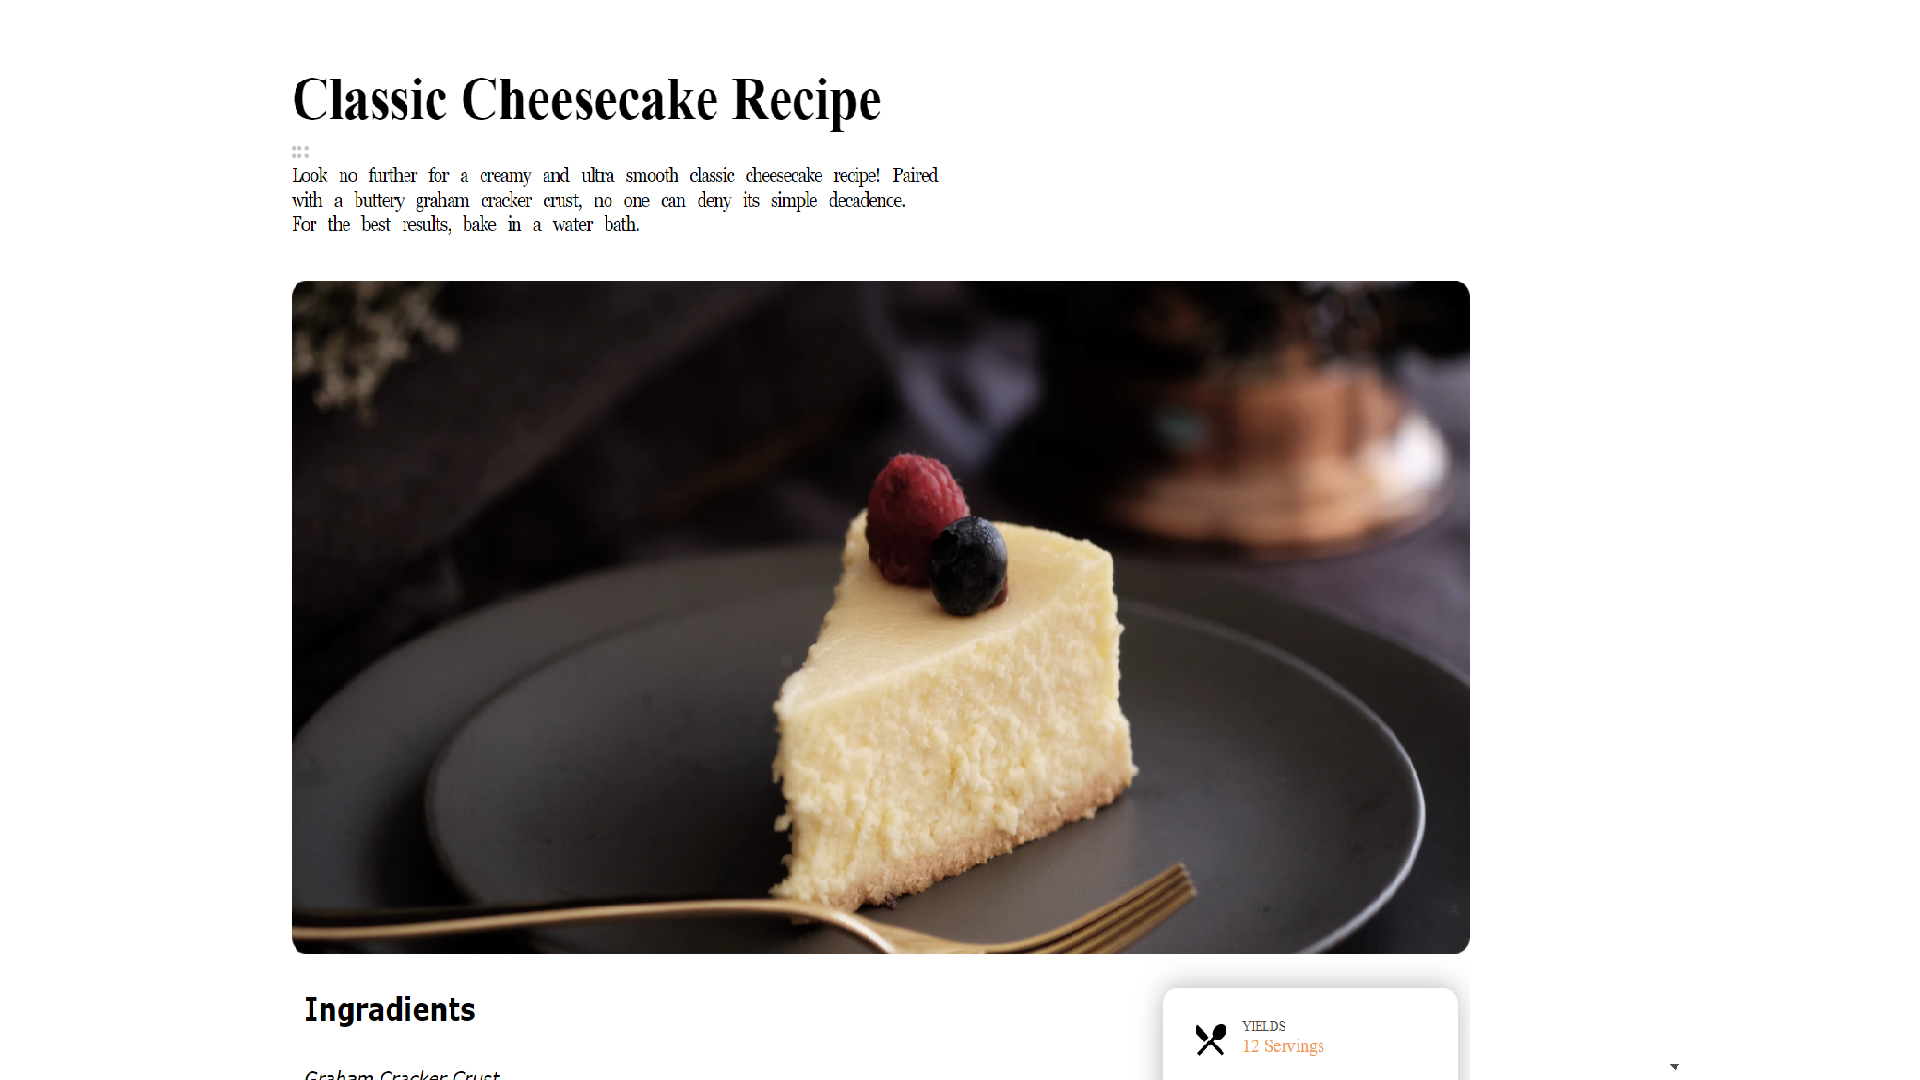 Classic Cheesecake Recipe
Look no further for a creamy and ultra smooth classic cheesecake recipe! Paired
with a buttery graham cracker crust, no one can deny its simple decadence.
For the best results, bake in a water bath.
Ingradients
YIELDS
12 Servings
Graham Cracker Crust